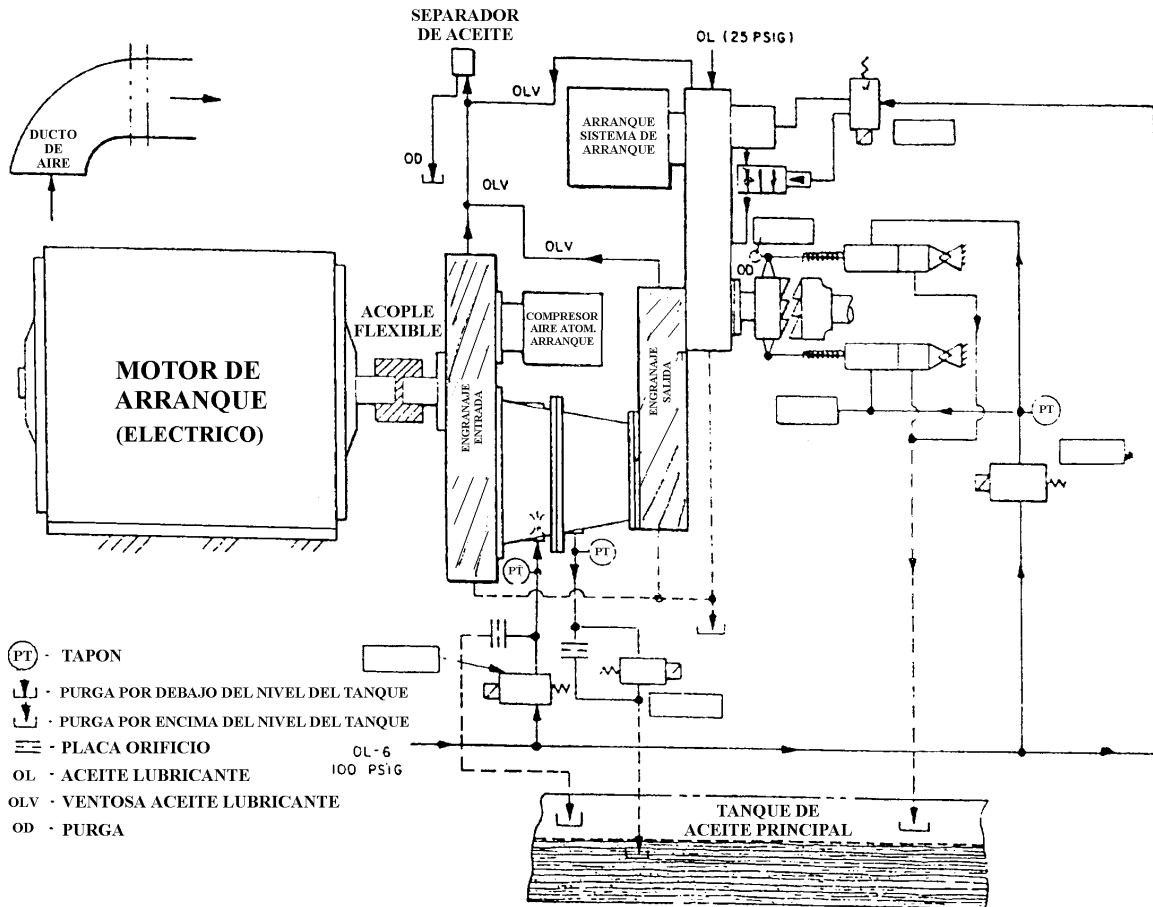 SEPARADOR
DE ACEITE
OL (25 PSIG)
OLV
DUCTO
DE
AIRE
ARRANQUE
SISTEMA DE
ARRANQUE
OD
OLV
OLV
OD
ACOPLE
FLEXIBLE
COMPRESOR
AIRE ATOM.
ARRANQUE
MOTOR DE
ARRANQUE
(ELECTRICO)
ENGRANAJE
ENTRADA
ENGRANAJE
SALIDA
PT
PT
PT
PT - TAPON
- PURGA POR DEBAJO DEL NIVEL DEL TANQUE
- PURGA POR ENCIMA DEL NIVEL DEL TANQUE
- PLACA ORIFICIO
OL - ACEITE LUBRICANTE
OLV - VENTOSA ACEITE LUBRICANTE
OD - PURGA
OL-6
100 PSIG
TANQUE DE
ACEITE PRINCIPAL